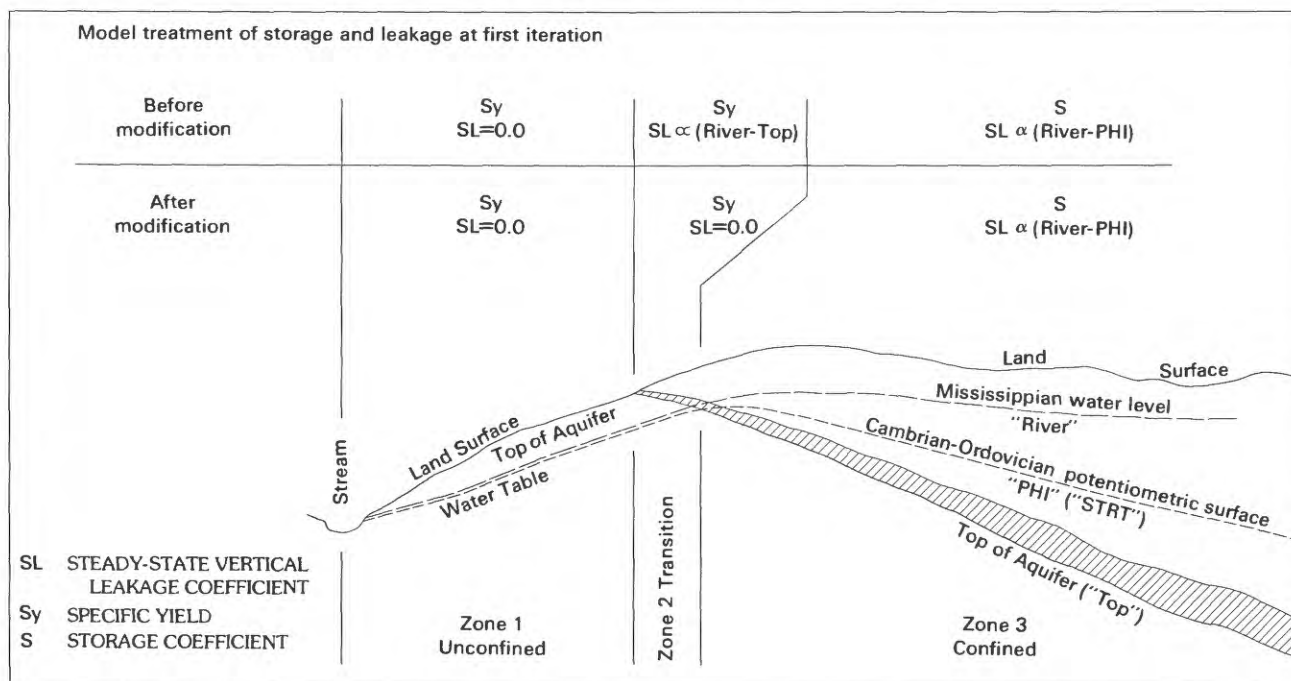 Model treatment of storage and leakage at first iteration
Before
modification
Sy
SL=0.0
Sy
SL ∝ (River-Top)
S
SL α (River-PHI)
After
modification
Sy
SL=0.0
Sy
SL=0.0
S
SL α (River-PHI)
Land Surface
Mississippian water level
"River"
Cambrian-Ordovician potentiometric surface
"PHI" ("STRT")
Top of Aquifer ("Top")
Land Surface
Top of Aquifer
Water Table
Stream
Zone 2 Transition
SL STEADY-STATE VERTICAL
LEAKAGE COEFFICIENT
Sy SPECIFIC YIELD
S STORAGE COEFFICIENT
Zone 1
Unconfined
Zone 3
Confined